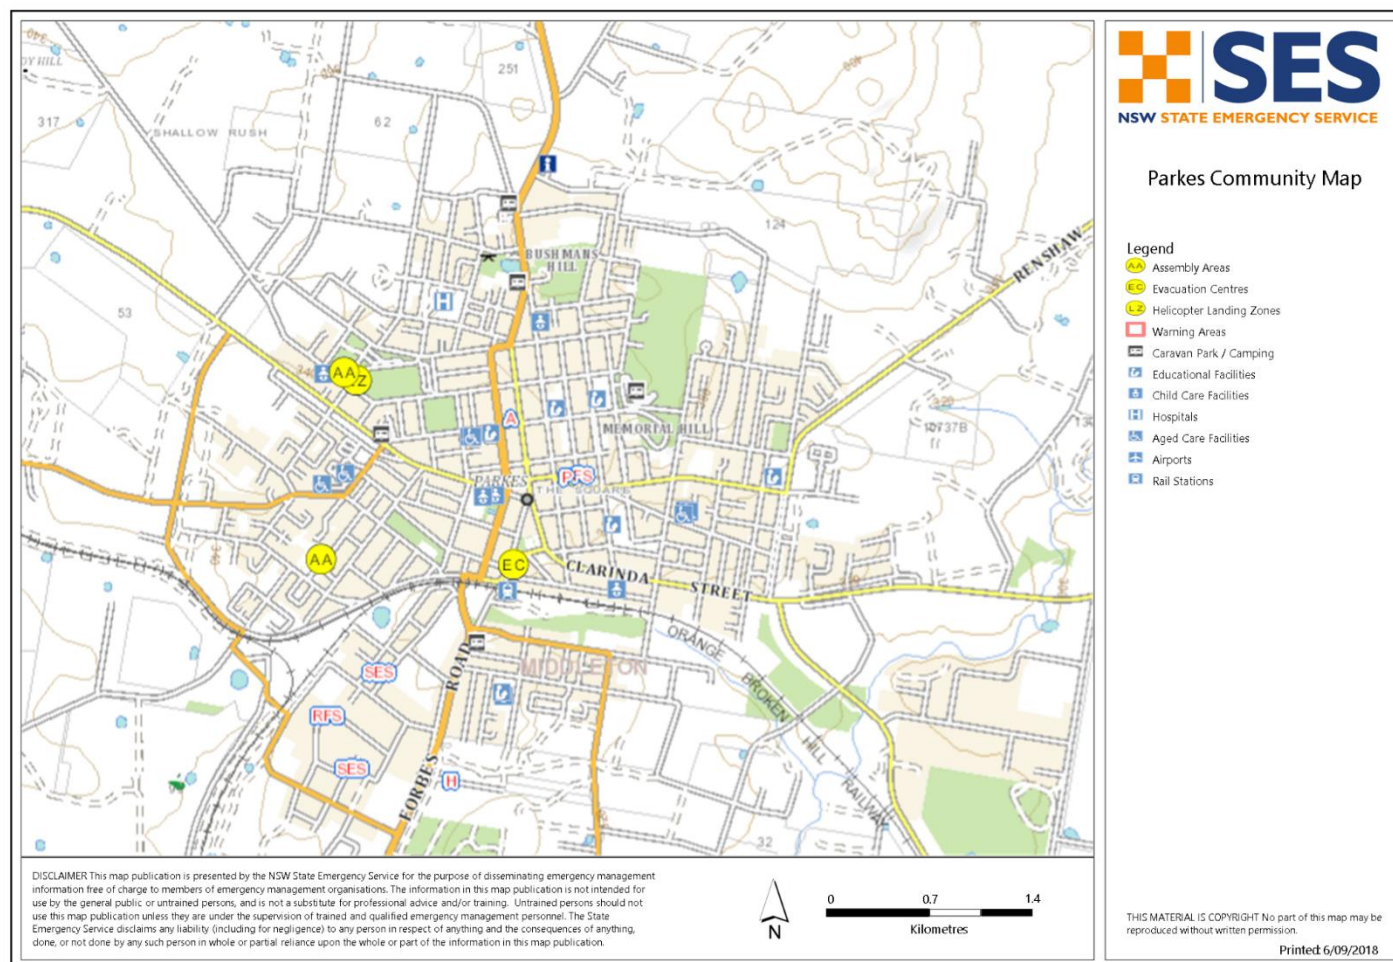 SES
NSW STATE EMERGENCY SERVICE
Parkes Community Map
Legend
AA Assembly Areas
EC Evacuation Centres
LZ Helicopter Landing Zones
Warning Areas
Caravan Park / Camping
Educational Facilities
Child Care Facilities
H Hospitals
Aged Care Facilities
Airports
Rail Stations
340
251
317
62
SHALLOW RUSH
400
124
RENSHAW
BUSHMANS
HILL
H
53
340
AA
LZ
A
MEMORIAL HILL
10737B
PARKES
PFS
THE SQUARE
340
AA
EC
CLARINDA
STREET
ORANGE
BROKEN
HILL
RAILWAY
MIDDLETON
SES
RFS
SES
FORBES
ROAD
H
32
DISCLAIMER This map publication is presented by the NSW State Emergency Service for the purpose of disseminating emergency management
information free of charge to members of emergency management organisations. The information in this map publication is not intended for
use by the general public or untrained persons, and is not a substitute for professional advice and/or training. Untrained persons should not
use this map publication unless they are under the supervision of trained and qualified emergency management personnel. The State
Emergency Service disclaims any liability (including for negligence) to any person in respect of anything and the consequences of anything,
done, or not done by any such person in whole or partial reliance upon the whole or part of the information in this map publication.
N
0 0.7 1.4
Kilometres
THIS MATERIAL IS COPYRIGHT No part of this map may be
reproduced without written permission.
Printed: 6/09/2018